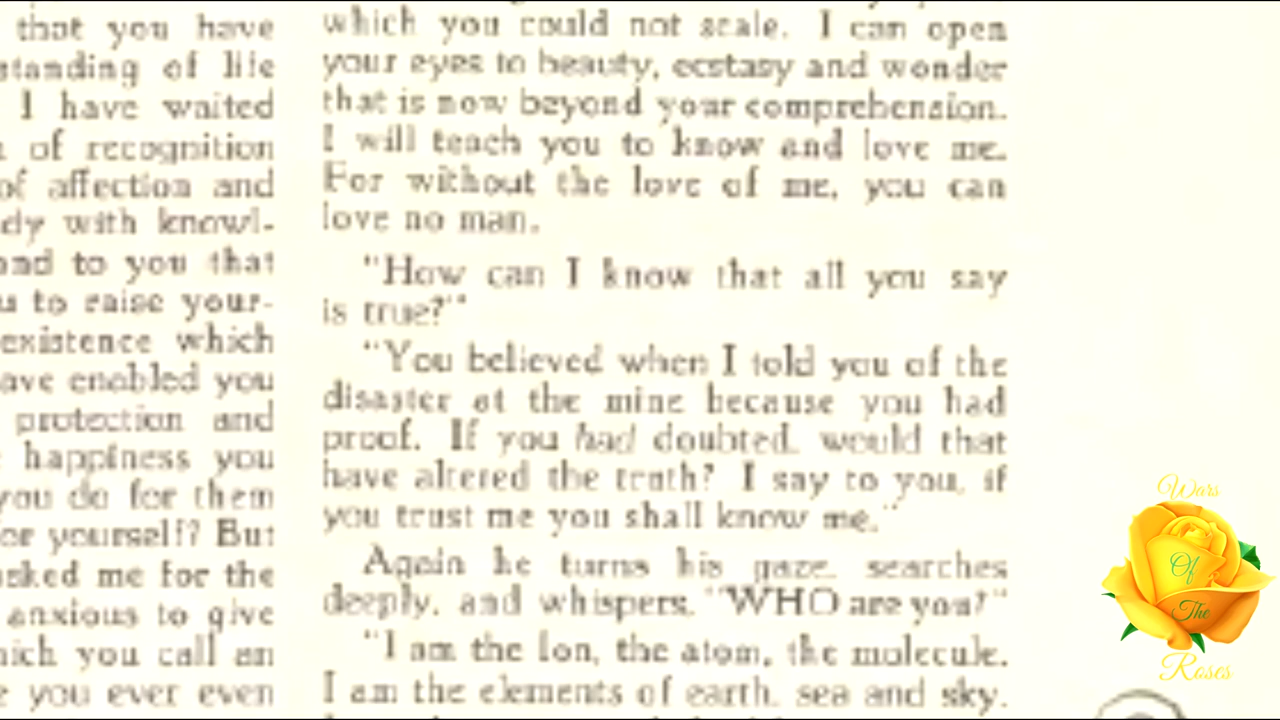 that you have
standing of life
I have waited
of recognition
of affection and
dy with knowl-
and to you that
u to raise your-
existence which
ave enabled you
protection and
happiness you
you do for them
or yourself? But
asked me for the
anxious to give
hich you call an
e you ever even
which you could not scale. I can open
your eyes to beauty, ecstasy and wonder
that is now beyond your comprehension.
I will teach you to know and love me.
For without the love of me, you can
love no man.
"How can I know that all you say
is true?"
"You believed when I told you of the
disaster at the mine because you had
proof. If you had doubted, would that
have altered the truth? I say to you, if
you trust me you shall know me."
Again he turns his gaze, searches
deeply, and whispers, "WHO are you?"
"I am the Ion, the atom, the molecule.
I am the elements of earth, sea and sky.
Wars
Of
The
Roses